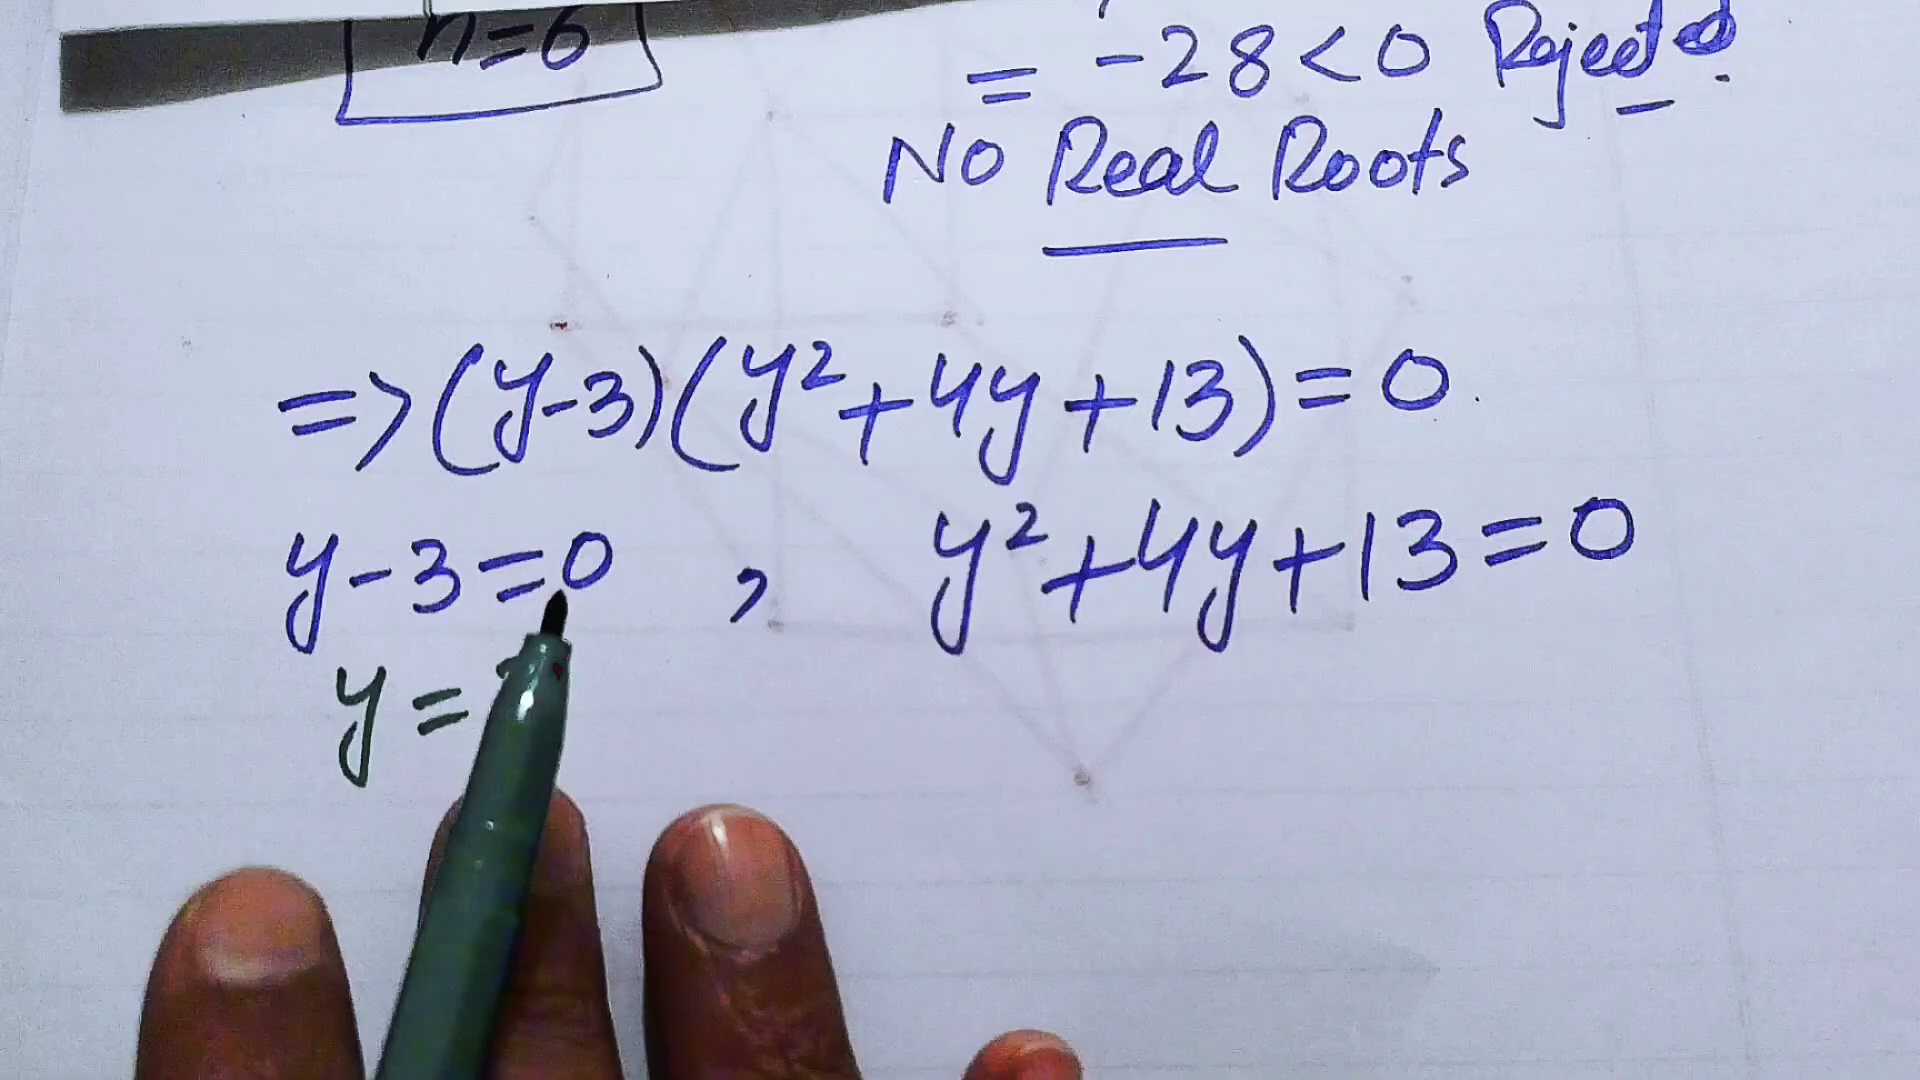 n=6
= -28<0 Rejected.
No Real Roots
=> (y-3)(y²+4y+13)=0
y-3=0 , y²+4y+13=0
y=